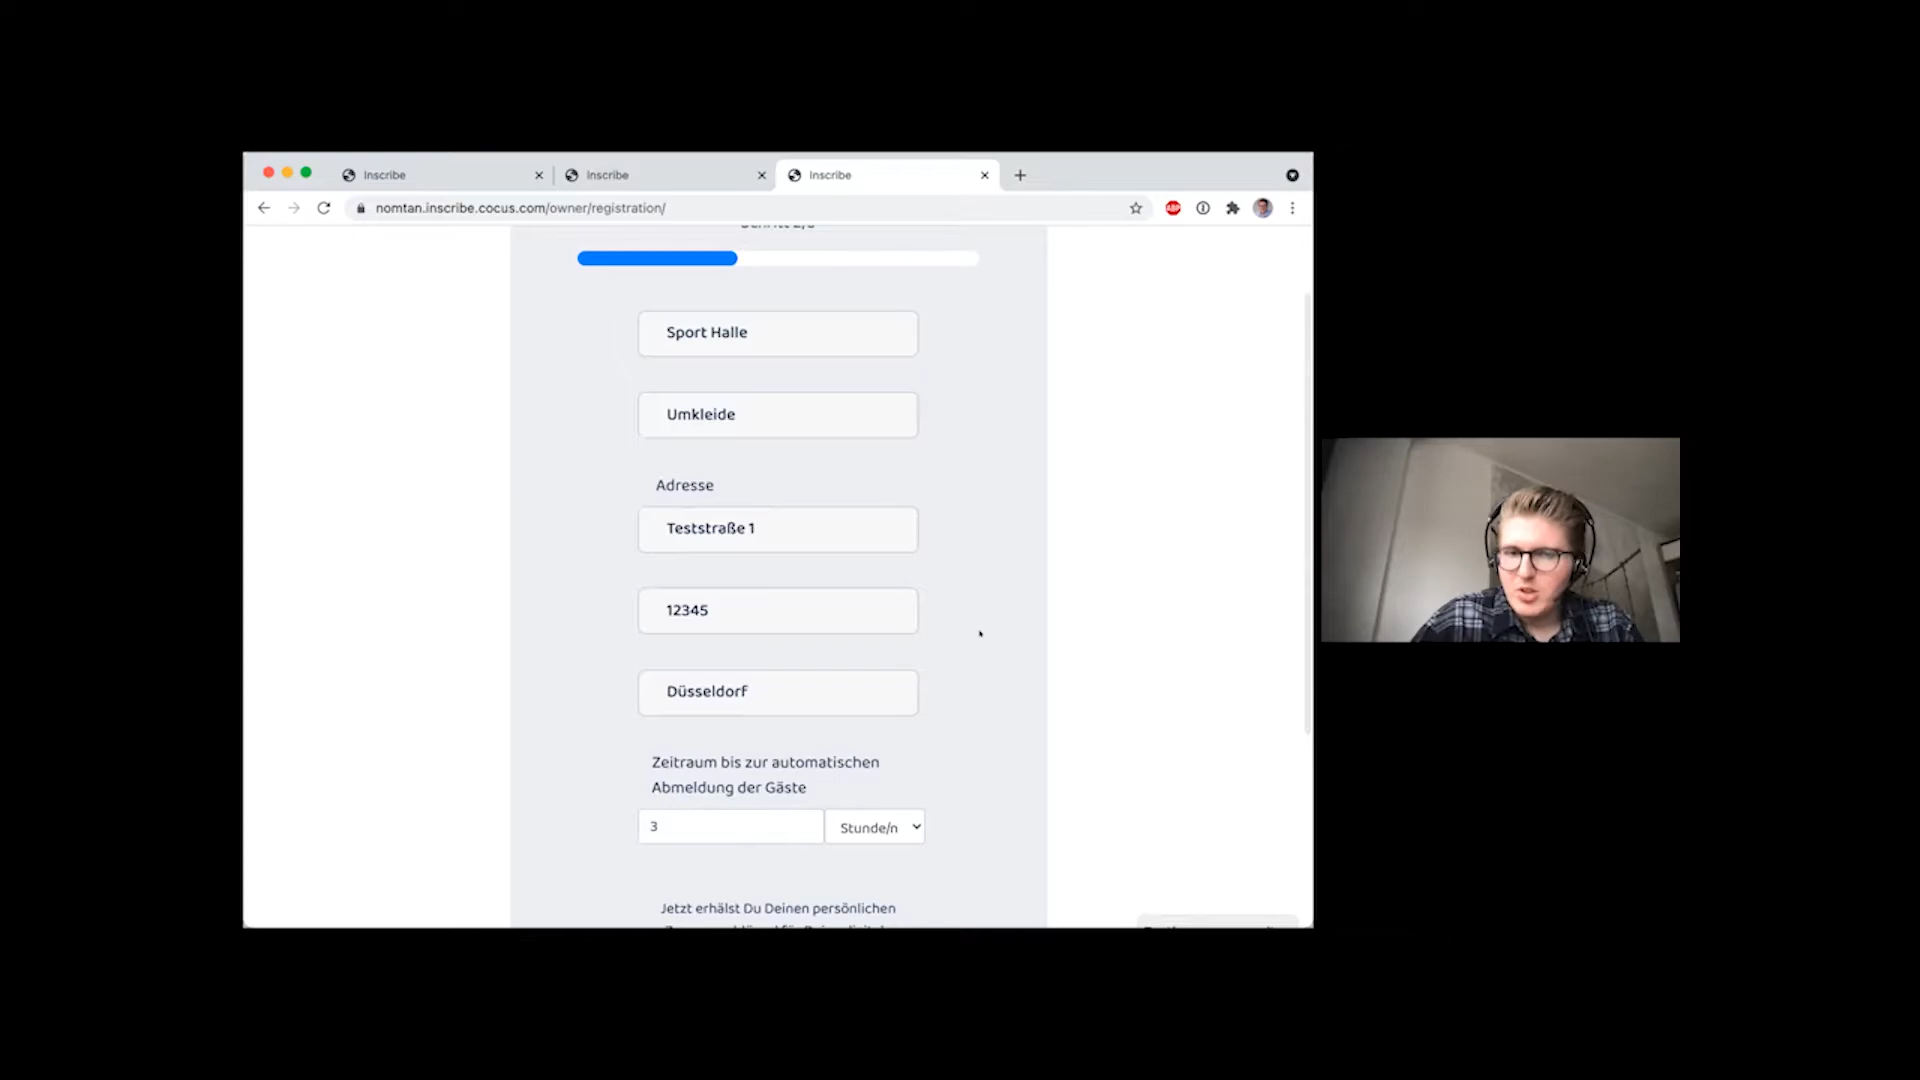 Inscribe
Inscribe
Inscribe
nomtan.inscribe.cocus.com/owner/registration/
ABP
Sport Halle
Umkleide
Adresse
Teststraße 1
12345
Düsseldorf
Zeitraum bis zur automatischen
Abmeldung der Gäste
3
Stunde/n
Jetzt erhälst Du Deinen persönlichen